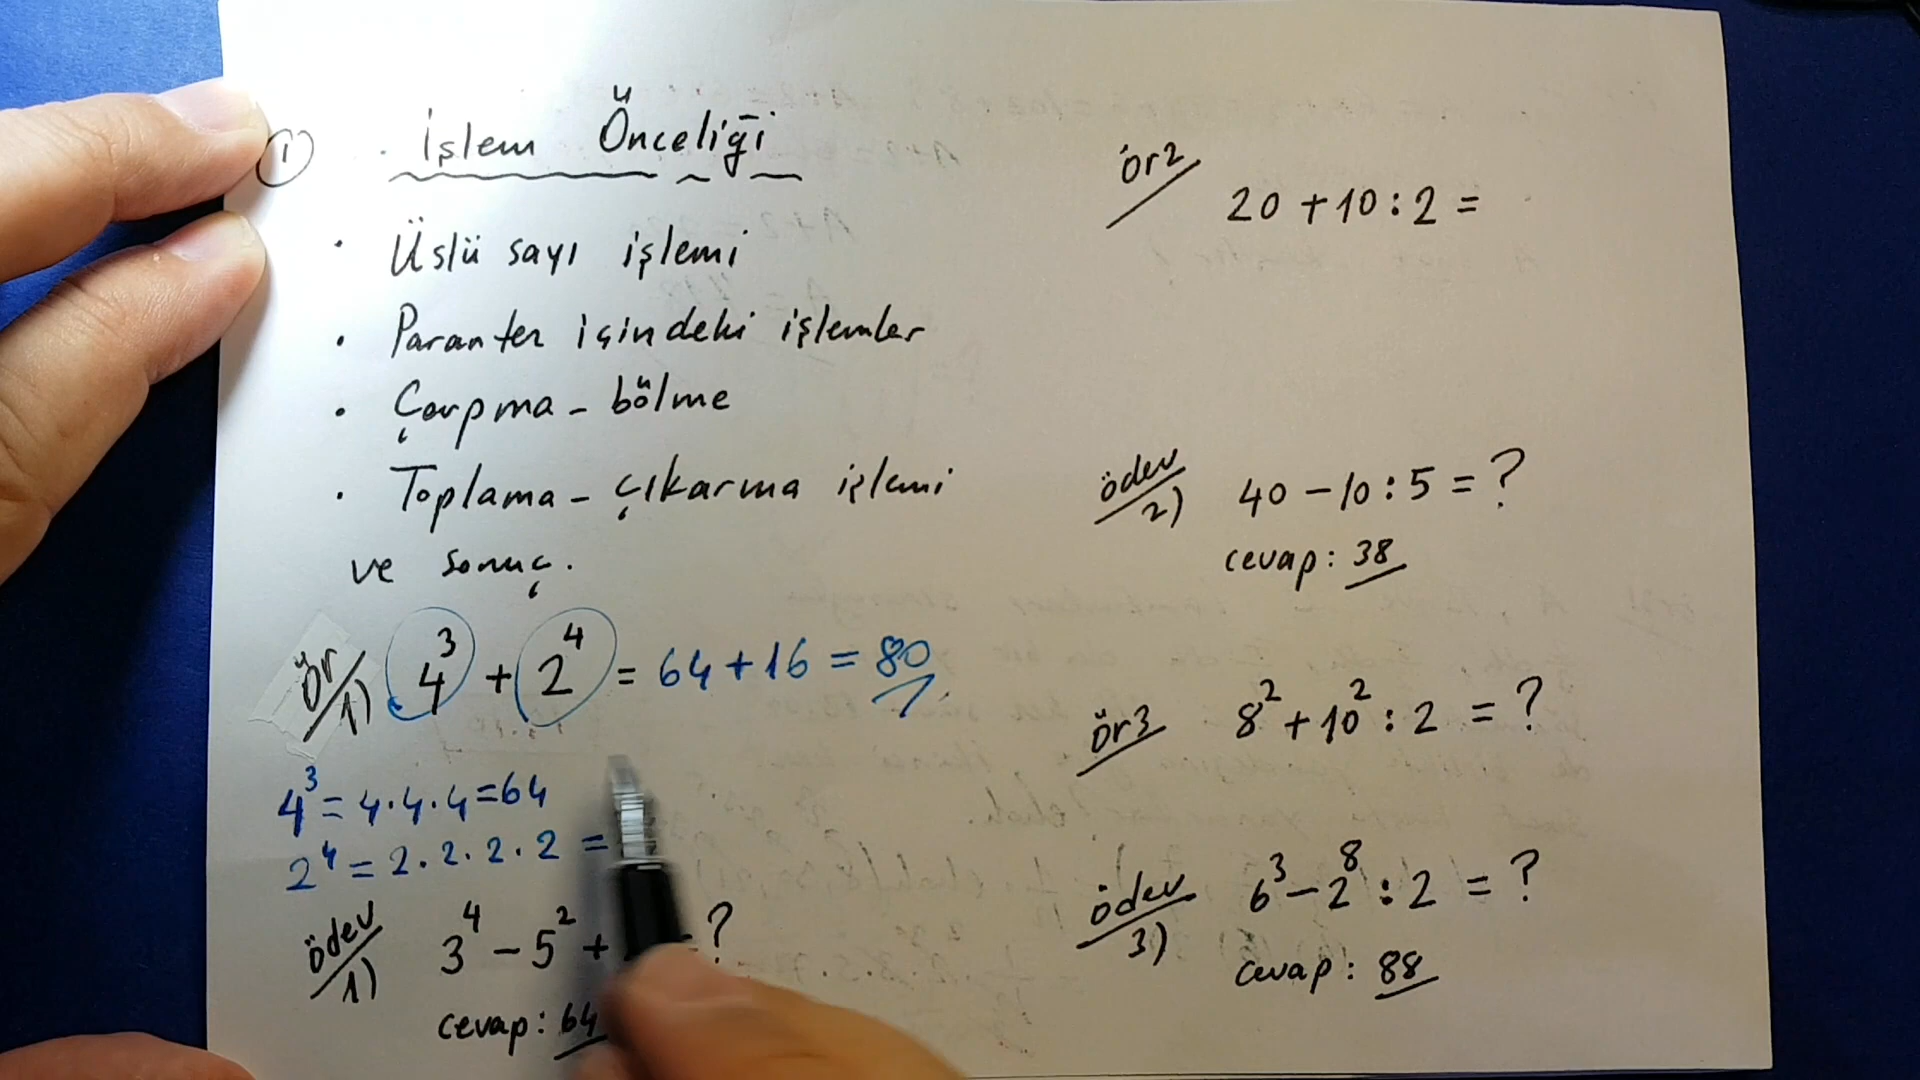 1 İşlem Önceliği
• Üslü sayı işlemi
• Parantez içindeki işlemler
• Çarpma - bölme
• Toplama - çıkarma işlemi
ve sonuç.
Ör 1) 4³ + 2⁴ = 64 + 16 = 80
4³ = 4.4.4 = 64
2⁴ = 2.2.2.2 =
ödev 1) 3⁴ - 5² + = ?
cevap: 64
ör2 20 + 10 : 2 =
ödev 2) 40 - 10 : 5 = ?
cevap: 38
ör3 8² + 10² : 2 = ?
ödev 3) 6³ - 2⁸ : 2 = ?
cevap: 88